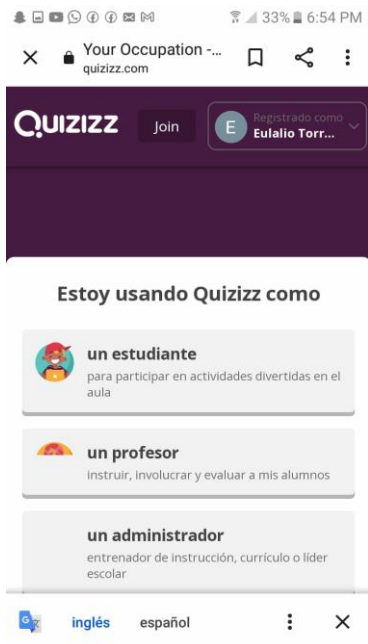 33% 6:54 PM
Your Occupation -...
quizizz.com
Quizizz
Join
E
Registrado como
Eulalio Torr...
Estoy usando Quizizz como
un estudiante
para participar en actividades divertidas en el
aula
un profesor
instruir, involucrar y evaluar a mis alumnos
un administrador
entrenador de instrucción, currículo o líder
escolar
inglés español